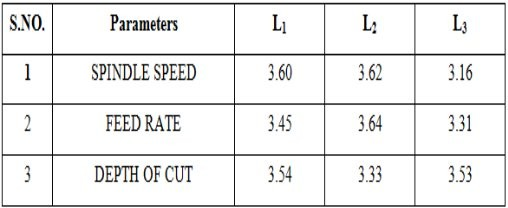 S.NO. Parameters L1 L2 L3
1 SPINDLE SPEED 3.60 3.62 3.16
2 FEED RATE 3.45 3.64 3.31
3 DEPTH OF CUT 3.54 3.33 3.53